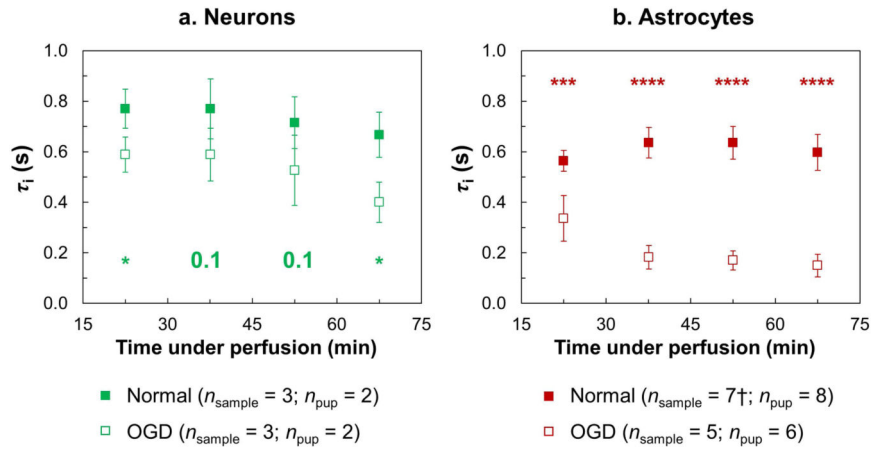 a. Neurons
1.0
0.8
0.6
0.4
0.2
0.0
τi (s)
* 0.1 0.1 *
15 30 45 60 75
Time under perfusion (min)
Normal (nsample = 3; npup = 2)
OGD (nsample = 3; npup = 2)
b. Astrocytes
1.0
0.8
0.6
0.4
0.2
0.0
τi (s)
*** **** **** ****
15 30 45 60 75
Time under perfusion (min)
Normal (nsample = 7†; npup = 8)
OGD (nsample = 5; npup = 6)